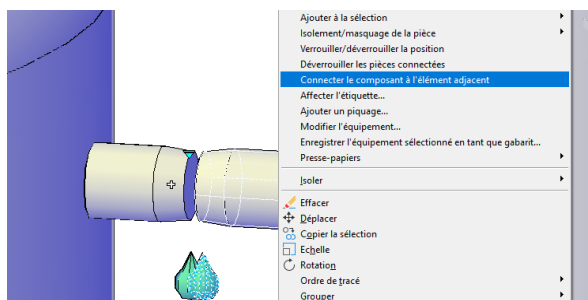 Ajouter à la sélection
Isolement/masquage de la pièce
Verrouiller/déverrouiller la position
Déverrouiller les pièces connectées
Connecter le composant à l'élément adjacent
Affecter l'étiquette...
Ajouter un piquage...
Modifier l'équipement...
Enregistrer l'équipement sélectionné en tant que gabarit...
Presse-papiers
Isoler
Effacer
Déplacer
Copier la sélection
Echelle
Rotation
Ordre de tracé
Grouper